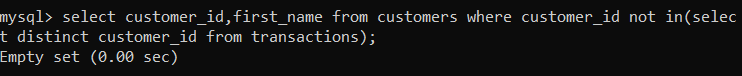 mysql> select customer_id,first_name from customers where customer_id not in(selec
t distinct customer_id from transactions);
Empty set (0.00 sec)